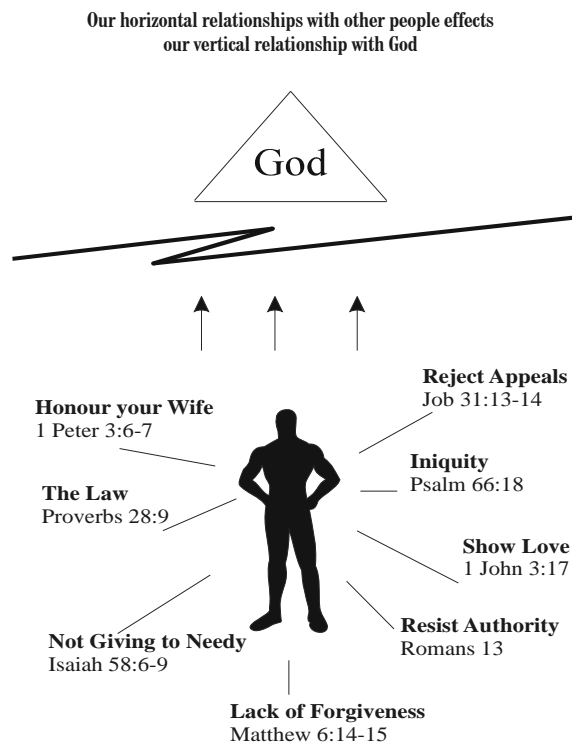 Our horizontal relationships with other people effects
our vertical relationship with God
God
Reject Appeals
Job 31:13-14
Honour your Wife
1 Peter 3:6-7
Iniquity
Psalm 66:18
The Law
Proverbs 28:9
Show Love
1 John 3:17
Resist Authority
Romans 13
Not Giving to Needy
Isaiah 58:6-9
Lack of Forgiveness
Matthew 6:14-15